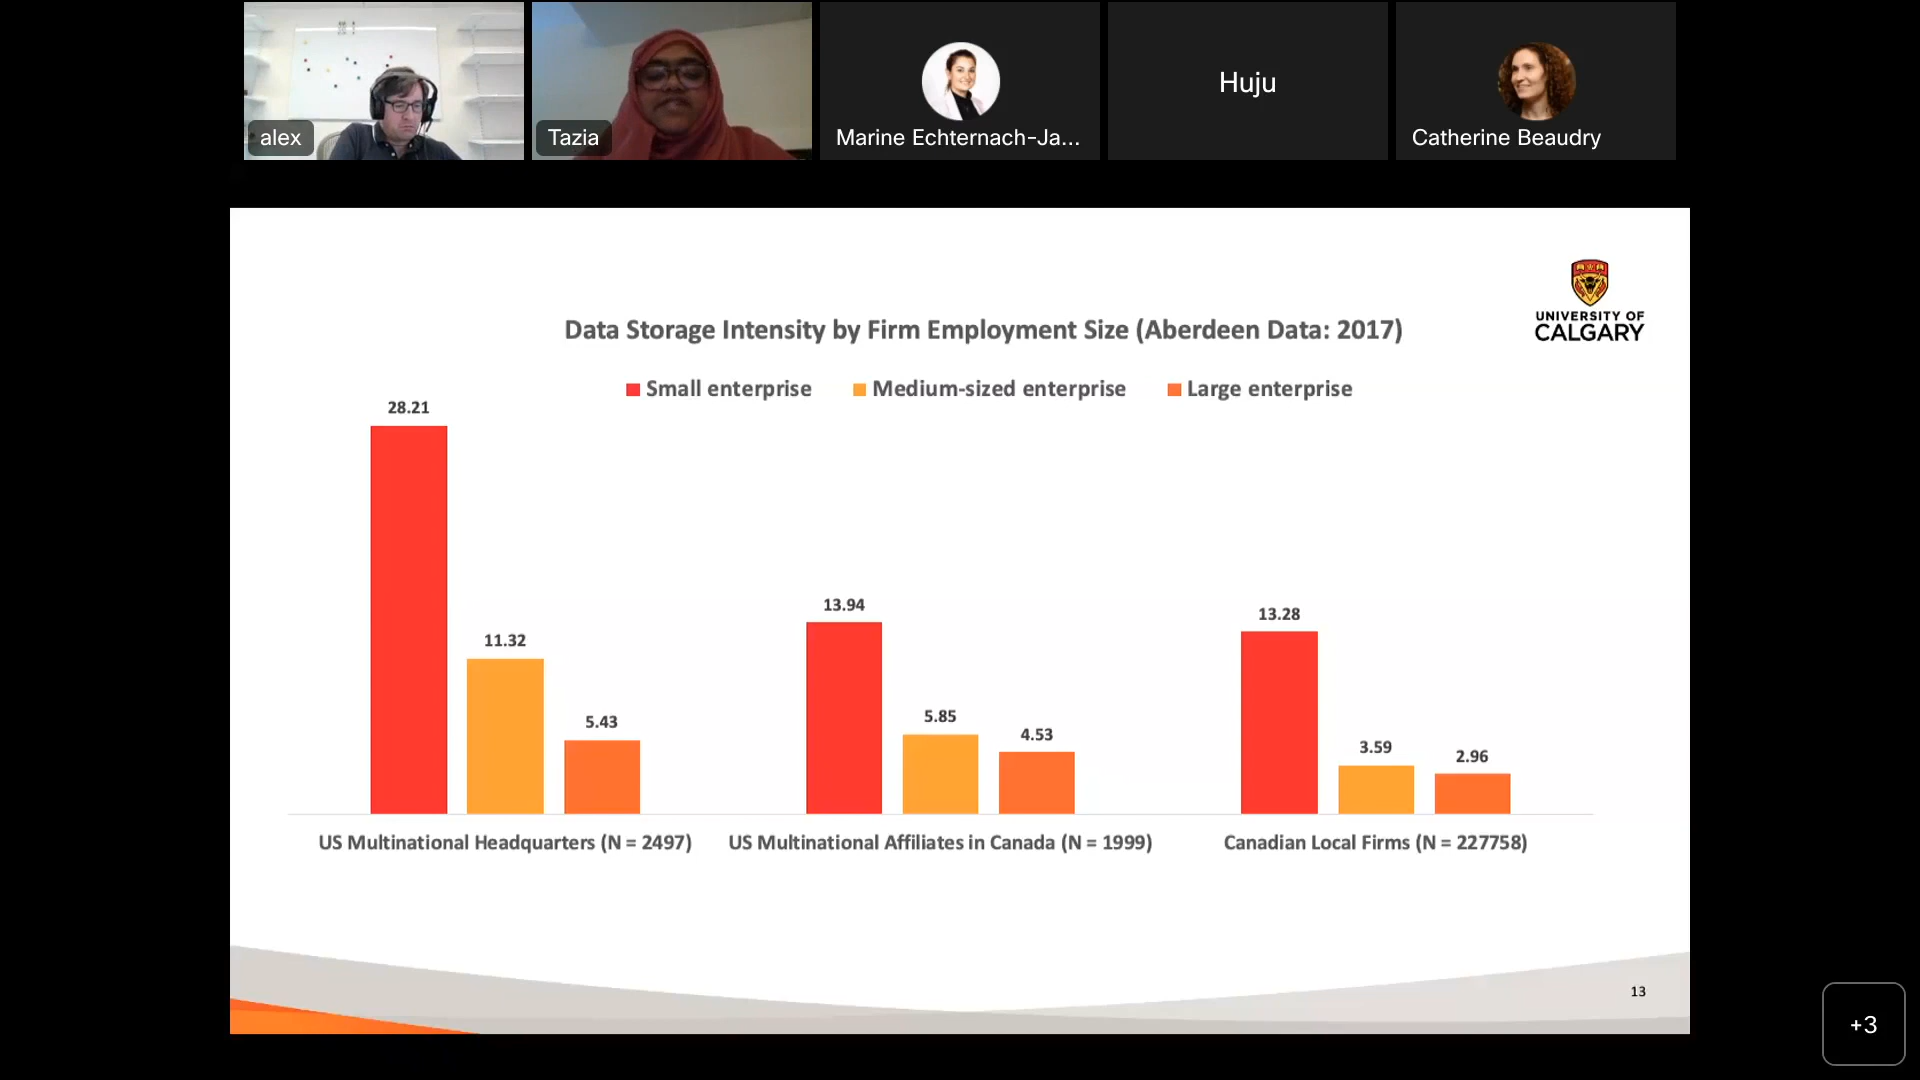 alex
Tazia
Marine Echternach-Ja...
Huju
Catherine Beaudry
UNIVERSITY OF
CALGARY
Data Storage Intensity by Firm Employment Size (Aberdeen Data: 2017)
Small enterprise
Medium-sized enterprise
Large enterprise
28.21
11.32
5.43
13.94
5.85
4.53
13.28
3.59
2.96
US Multinational Headquarters (N = 2497)
US Multinational Affiliates in Canada (N = 1999)
Canadian Local Firms (N = 227758)
13
+3